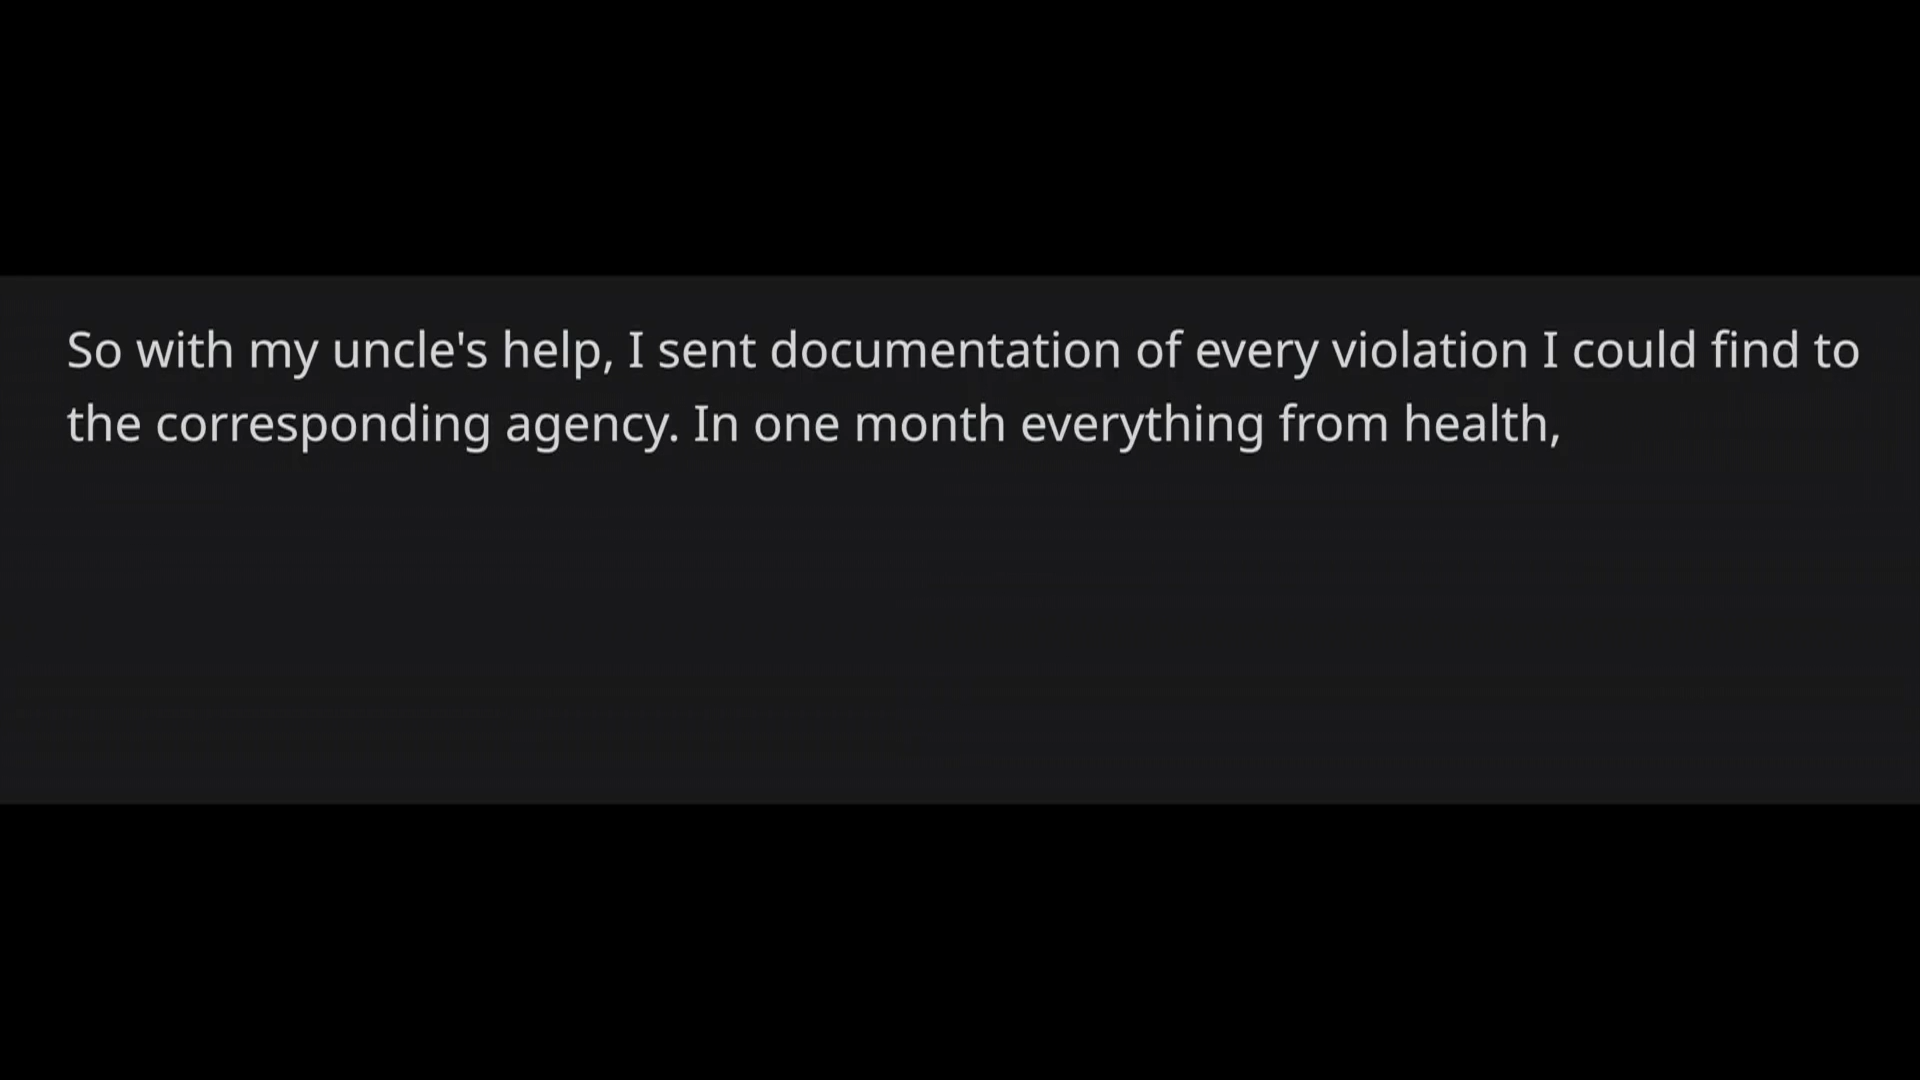 So with my uncle's help, I sent documentation of every violation I could find to
the corresponding agency. In one month everything from health,